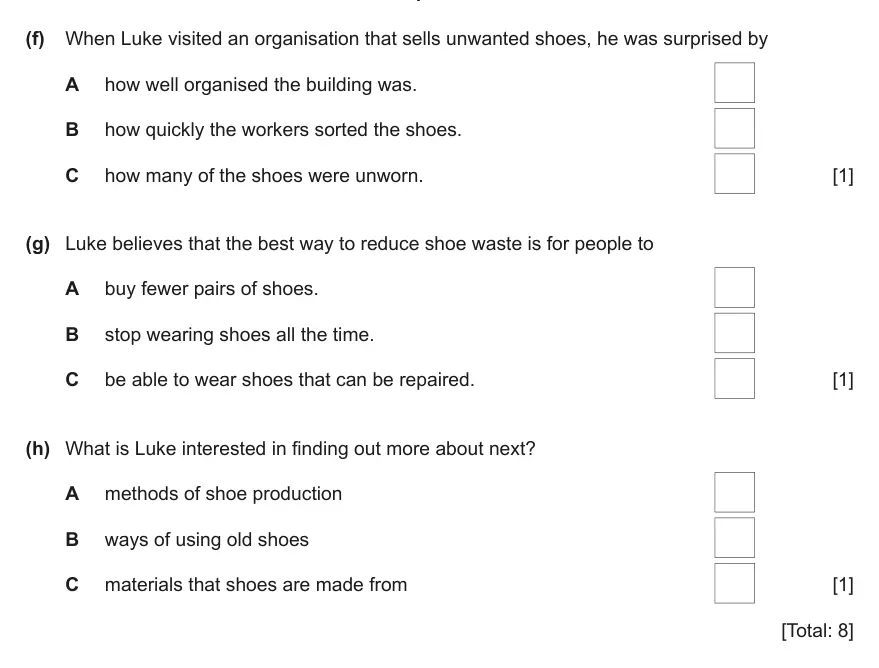 (f) When Luke visited an organisation that sells unwanted shoes, he was surprised by
A how well organised the building was.
B how quickly the workers sorted the shoes.
C how many of the shoes were unworn. [1]
(g) Luke believes that the best way to reduce shoe waste is for people to
A buy fewer pairs of shoes.
B stop wearing shoes all the time.
C be able to wear shoes that can be repaired. [1]
(h) What is Luke interested in finding out more about next?
A methods of shoe production
B ways of using old shoes
C materials that shoes are made from [1]
[Total: 8]